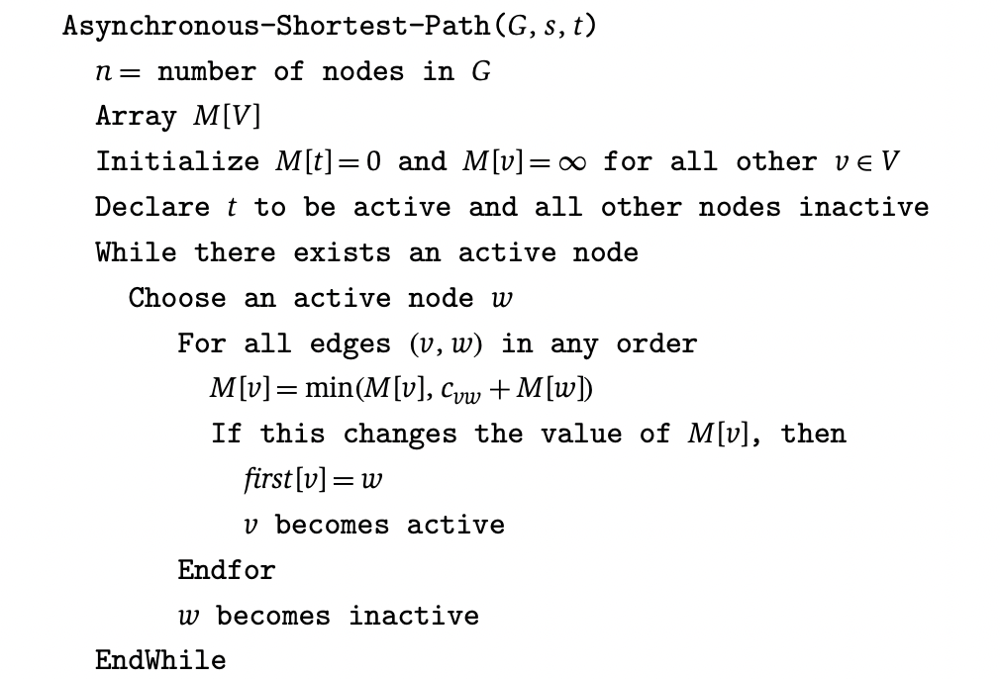 Asynchronous-Shortest-Path(G, s, t)
n = number of nodes in G
Array M[V]
Initialize M[t] = 0 and M[v] = ∞ for all other v ∈ V
Declare t to be active and all other nodes inactive
While there exists an active node
Choose an active node w
For all edges (v, w) in any order
M[v] = min(M[v], c_vw + M[w])
If this changes the value of M[v], then
first[v] = w
v becomes active
Endfor
w becomes inactive
EndWhile